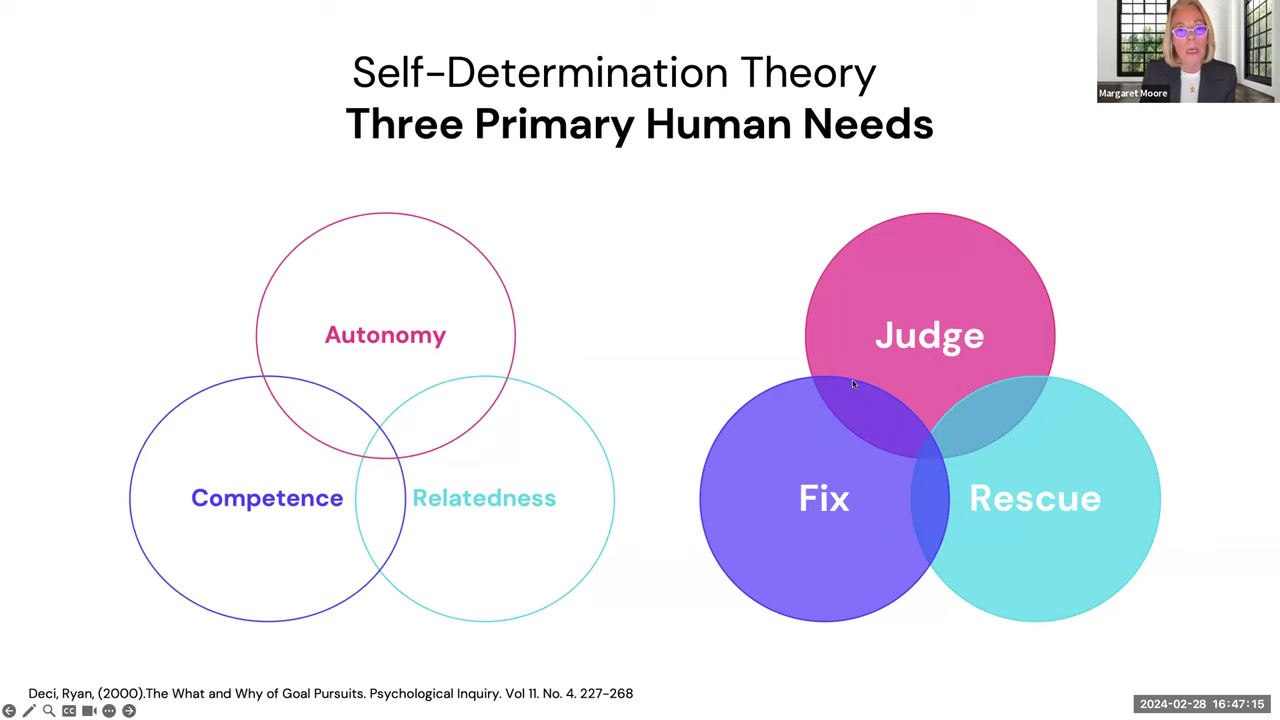 Self-Determination Theory
Three Primary Human Needs
Margaret Moore
Autonomy
Competence
Relatedness
Judge
Fix
Rescue
Deci, Ryan, (2000).The What and Why of Goal Pursuits. Psychological Inquiry. Vol 11. No. 4. 227-268
CC
2024-02-28 16:47:15